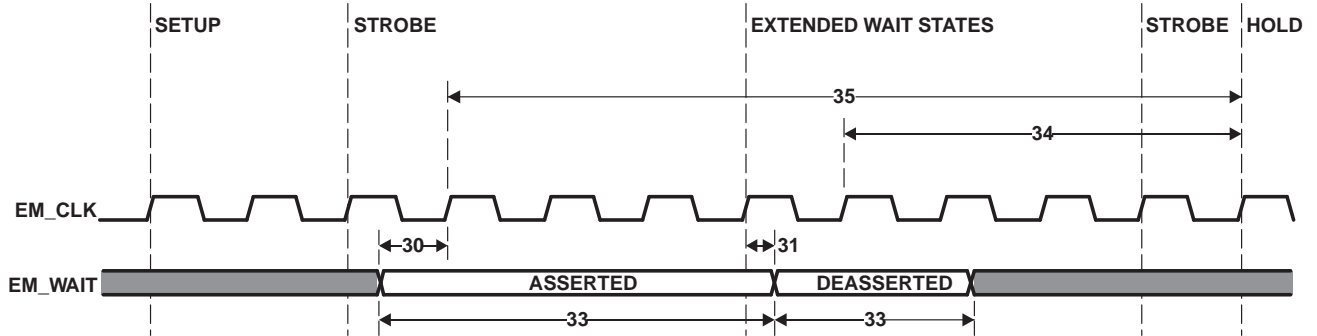 SETUP
STROBE
EXTENDED WAIT STATES
STROBE
HOLD
35
34
EM_CLK
30
31
EM_WAIT
ASSERTED
DEASSERTED
33
33